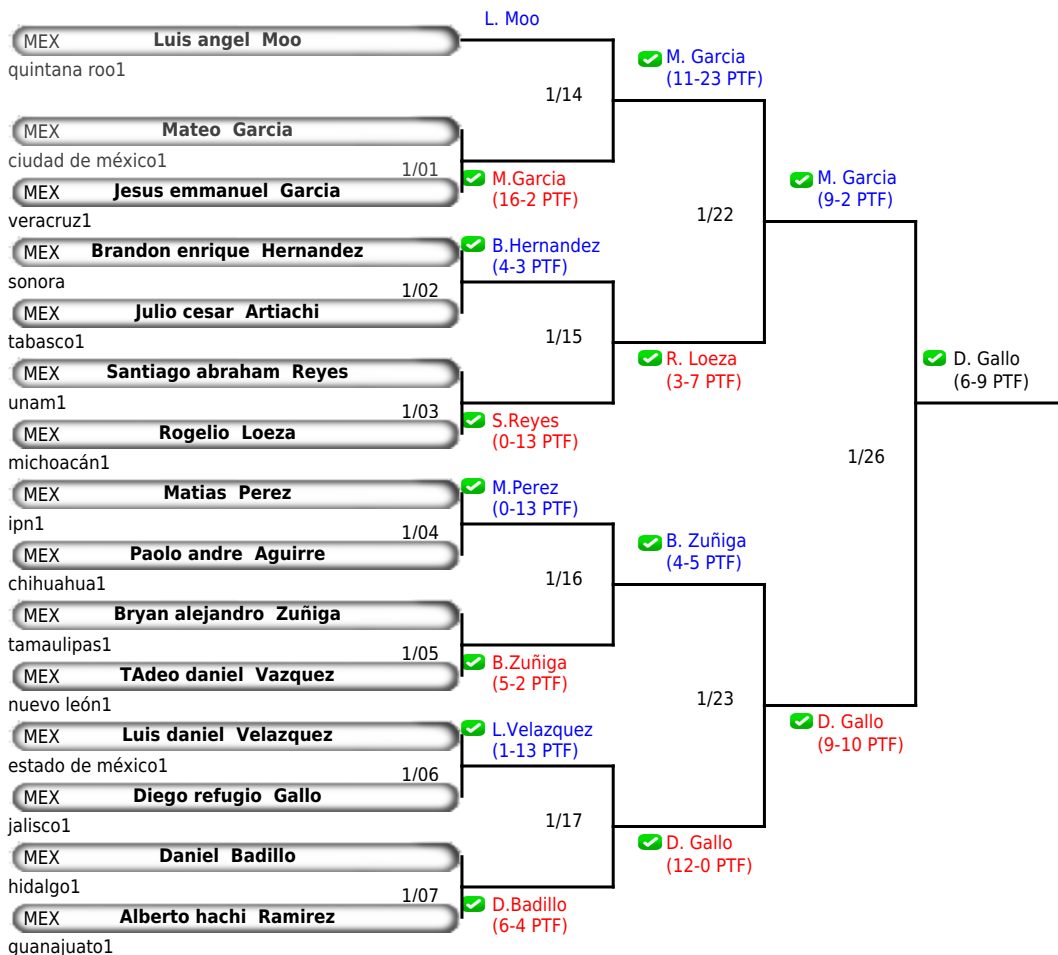 L. Moo
MEX Luis angel Moo
quintana roo1
M. Garcia
(11-23 PTF)
1/14
MEX Mateo Garcia
ciudad de méxico1
1/01
MEX Jesus emmanuel Garcia
veracruz1
M.Garcia
(16-2 PTF)
M. Garcia
(9-2 PTF)
1/22
MEX Brandon enrique Hernandez
sonora
B.Hernandez
(4-3 PTF)
1/02
MEX Julio cesar Artiachi
tabasco1
1/15
MEX Santiago abraham Reyes
unam1
R. Loeza
(3-7 PTF)
D. Gallo
(6-9 PTF)
1/03
MEX Rogelio Loeza
michoacán1
S.Reyes
(0-13 PTF)
1/26
MEX Matias Perez
ipn1
M.Perez
(0-13 PTF)
1/04
MEX Paolo andre Aguirre
chihuahua1
B. Zuñiga
(4-5 PTF)
1/16
MEX Bryan alejandro Zuñiga
tamaulipas1
1/05
MEX TAdeo daniel Vazquez
nuevo león1
B.Zuñiga
(5-2 PTF)
1/23
MEX Luis daniel Velazquez
estado de méxico1
L.Velazquez
(1-13 PTF)
D. Gallo
(9-10 PTF)
1/06
MEX Diego refugio Gallo
jalisco1
1/17
MEX Daniel Badillo
hidalgo1
D. Gallo
(12-0 PTF)
1/07
MEX Alberto hachi Ramirez
guanajuato1
D.Badillo
(6-4 PTF)